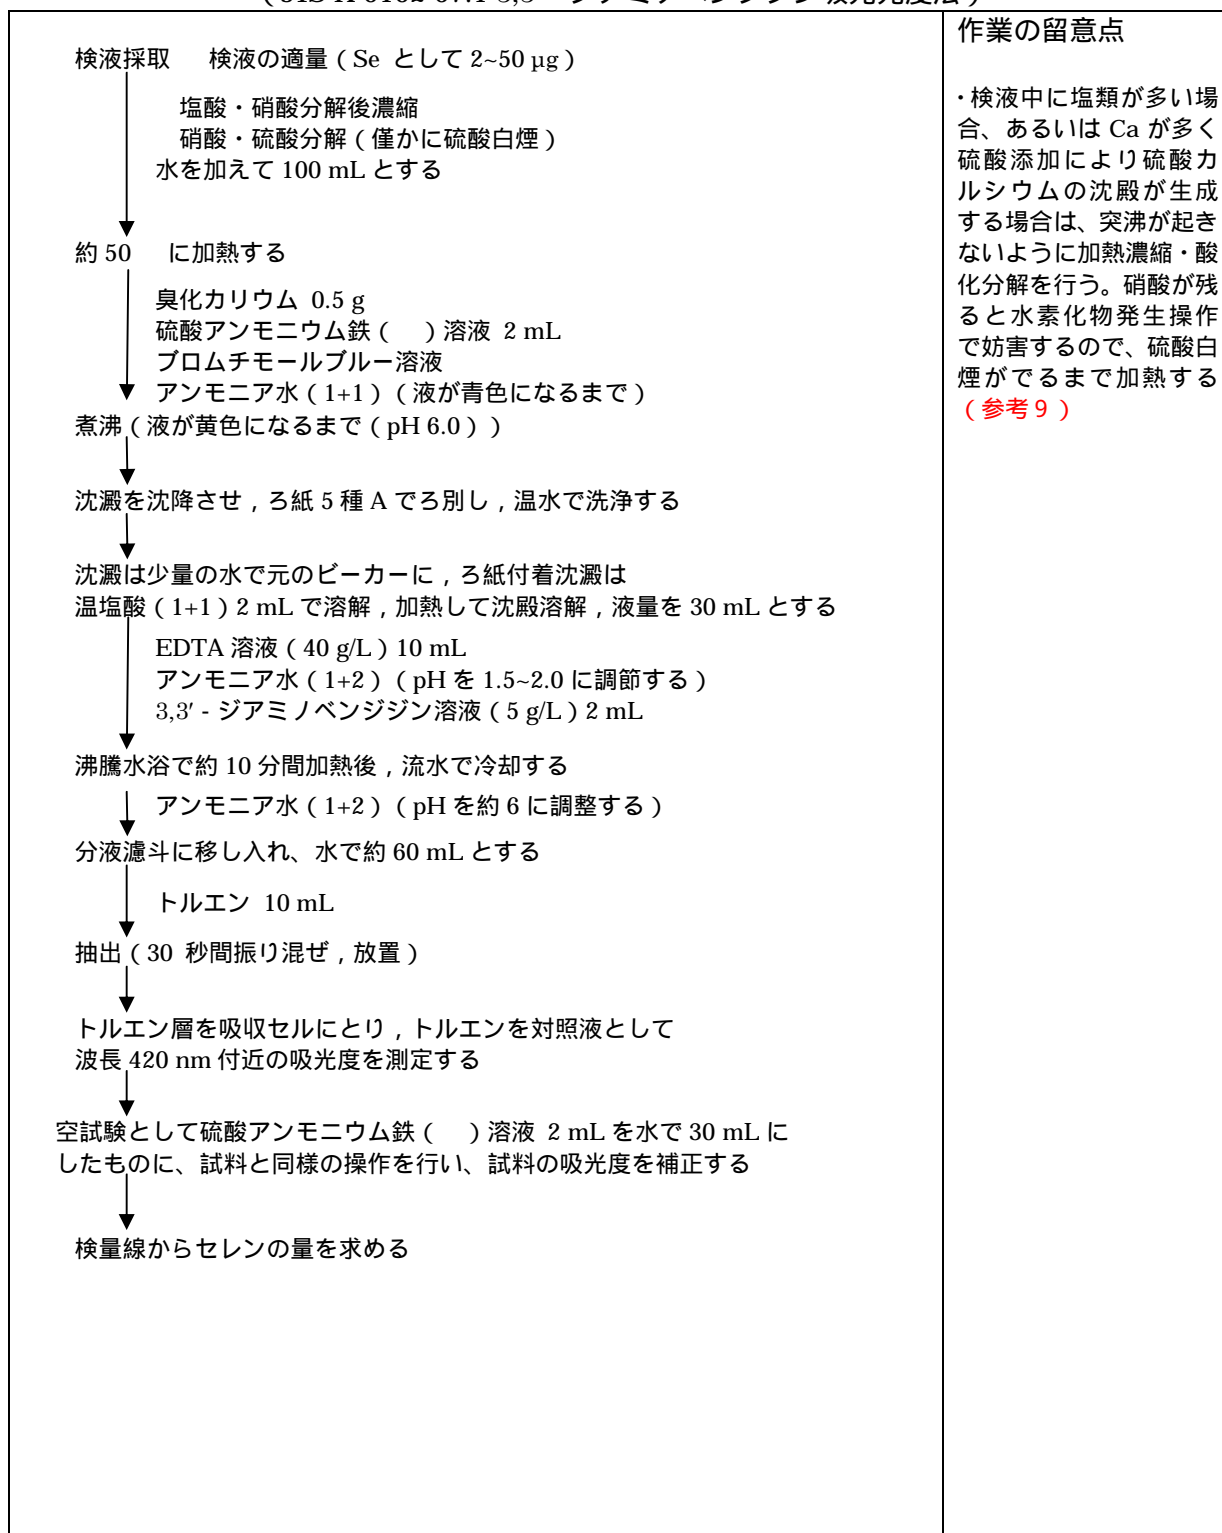 検液採取　検液の適量（Se として 2~50 µg）
塩酸・硝酸分解後濃縮
硝酸・硫酸分解（僅かに硫酸白煙）
水を加えて 100 mL とする
約 50　に加熱する
臭化カリウム 0.5 g
硫酸アンモニウム鉄（　）溶液 2 mL
ブロムチモールブルー溶液
アンモニア水（1+1）（液が青色になるまで）
煮沸（液が黄色になるまで（pH 6.0））
沈澱を沈降させ，ろ紙 5 種 A でろ別し，温水で洗浄する
沈澱は少量の水で元のビーカーに，ろ紙付着沈澱は
温塩酸（1+1）2 mL で溶解，加熱して沈殿溶解，液量を 30 mL とする
EDTA 溶液（40 g/L）10 mL
アンモニア水（1+2）（pH を 1.5~2.0 に調節する）
3,3′ - ジアミノベンジジン溶液（5 g/L）2 mL
沸騰水浴で約 10 分間加熱後，流水で冷却する
アンモニア水（1+2）（pH を約 6 に調整する）
分液濾斗に移し入れ、水で約 60 mL とする
トルエン 10 mL
抽出（30 秒間振り混ぜ，放置）
トルエン層を吸収セルにとり，トルエンを対照液として
波長 420 nm 付近の吸光度を測定する
空試験として硫酸アンモニウム鉄（　）溶液 2 mL を水で 30 mL に
したものに、試料と同様の操作を行い、試料の吸光度を補正する
検量線からセレンの量を求める
作業の留意点
・検液中に塩類が多い場
合、あるいは Ca が多く
硫酸添加により硫酸カ
ルシウムの沈殿が生成
する場合は、突沸が起き
ないように加熱濃縮・酸
化分解を行う。硝酸が残
ると水素化物発生操作
で妨害するので、硫酸白
煙がでるまで加熱する
（参考９）